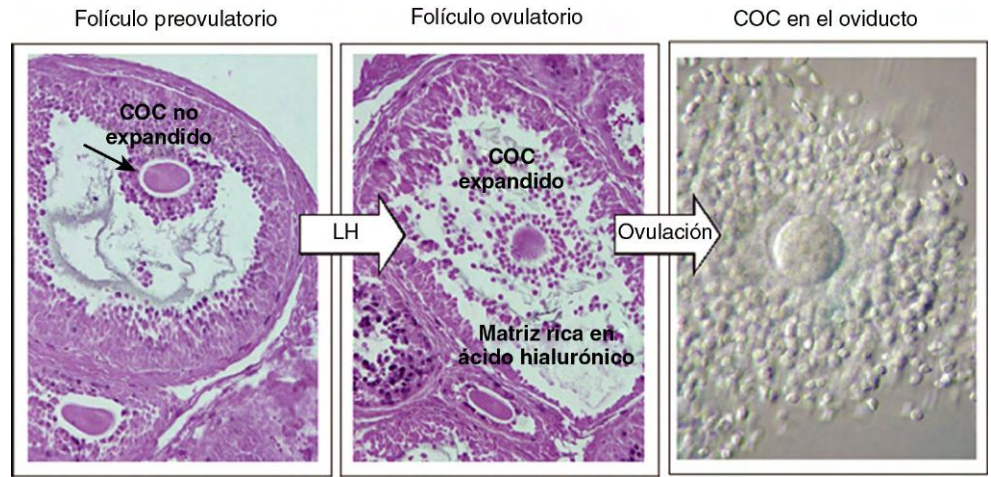 Folículo preovulatorio
Folículo ovulatorio
COC en el oviducto
COC no
expandido
COC
expandido
LH
Ovulación
Matriz rica en
ácido hialurónico